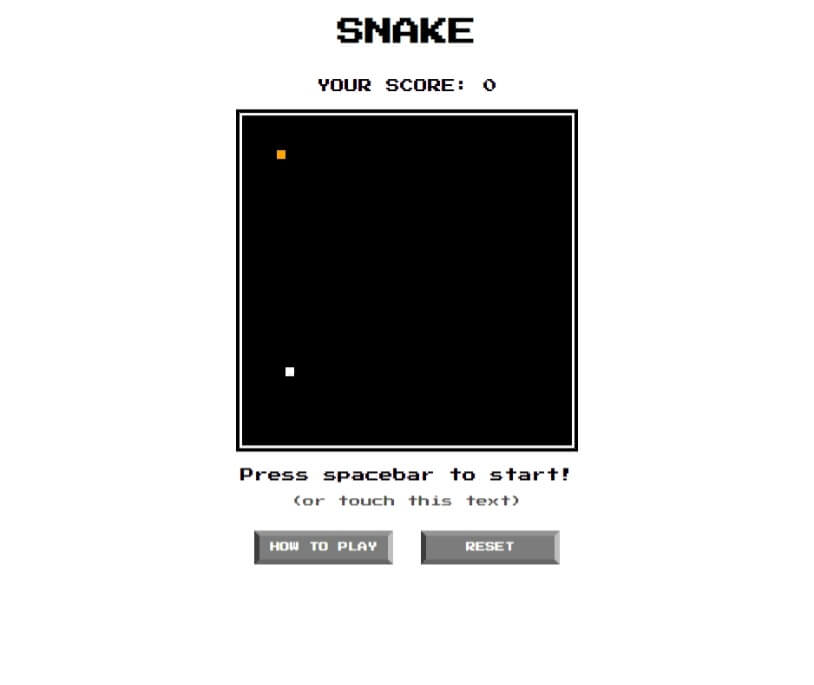 SNAKE
YOUR SCORE: 0
Press spacebar to start!
(or touch this text)
HOW TO PLAY
RESET